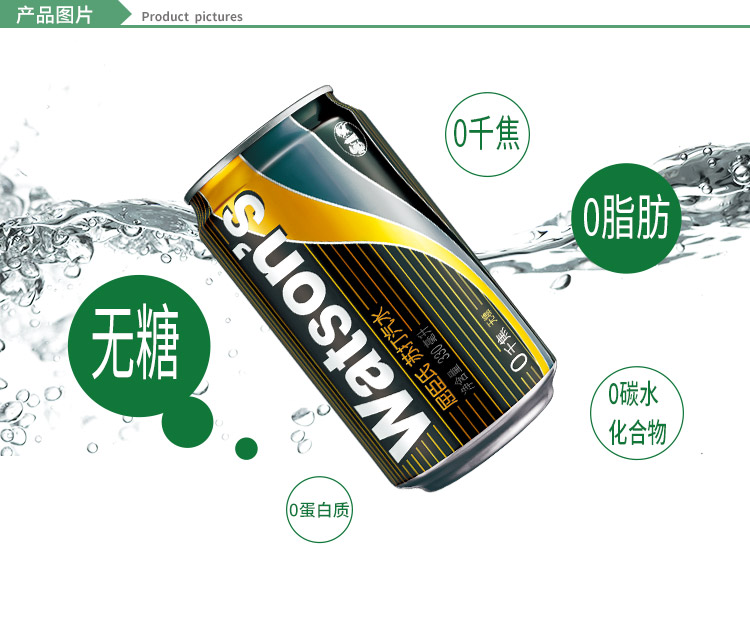 产品图片
Product pictures
0千焦
0脂肪
无糖
Watson's
屈臣氏 苏打汽水
净含量 330毫升
0千焦 无糖
0碳水
化合物
0蛋白质